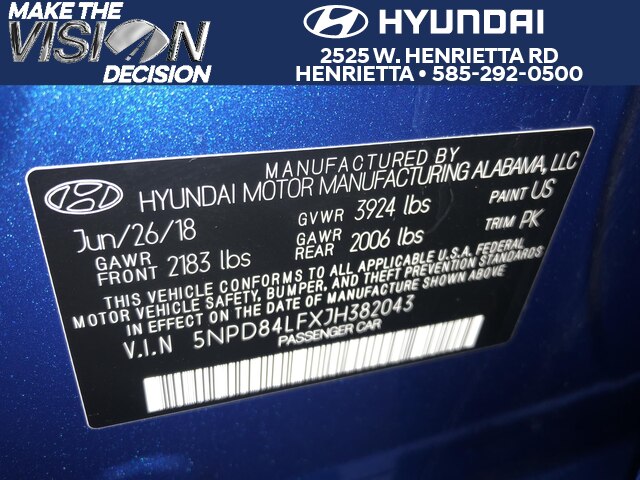 MAKE THE
VISION
DECISION
HYUNDAI
2525 W. HENRIETTA RD
HENRIETTA • 585-292-0500
MANUFACTURED BY
HYUNDAI MOTOR MANUFACTURING ALABAMA, LLC
Jun/26/18 GVWR 3924 lbs PAINT US
GAWR FRONT 2183 lbs GAWR REAR 2006 lbs TRIM PK
THIS VEHICLE CONFORMS TO ALL APPLICABLE U.S.A. FEDERAL
MOTOR VEHICLE SAFETY, BUMPER, AND THEFT PREVENTION STANDARDS
IN EFFECT ON THE DATE OF MANUFACTURE SHOWN ABOVE
V.I.N 5NPD84LFXJH382043
PASSENGER CAR